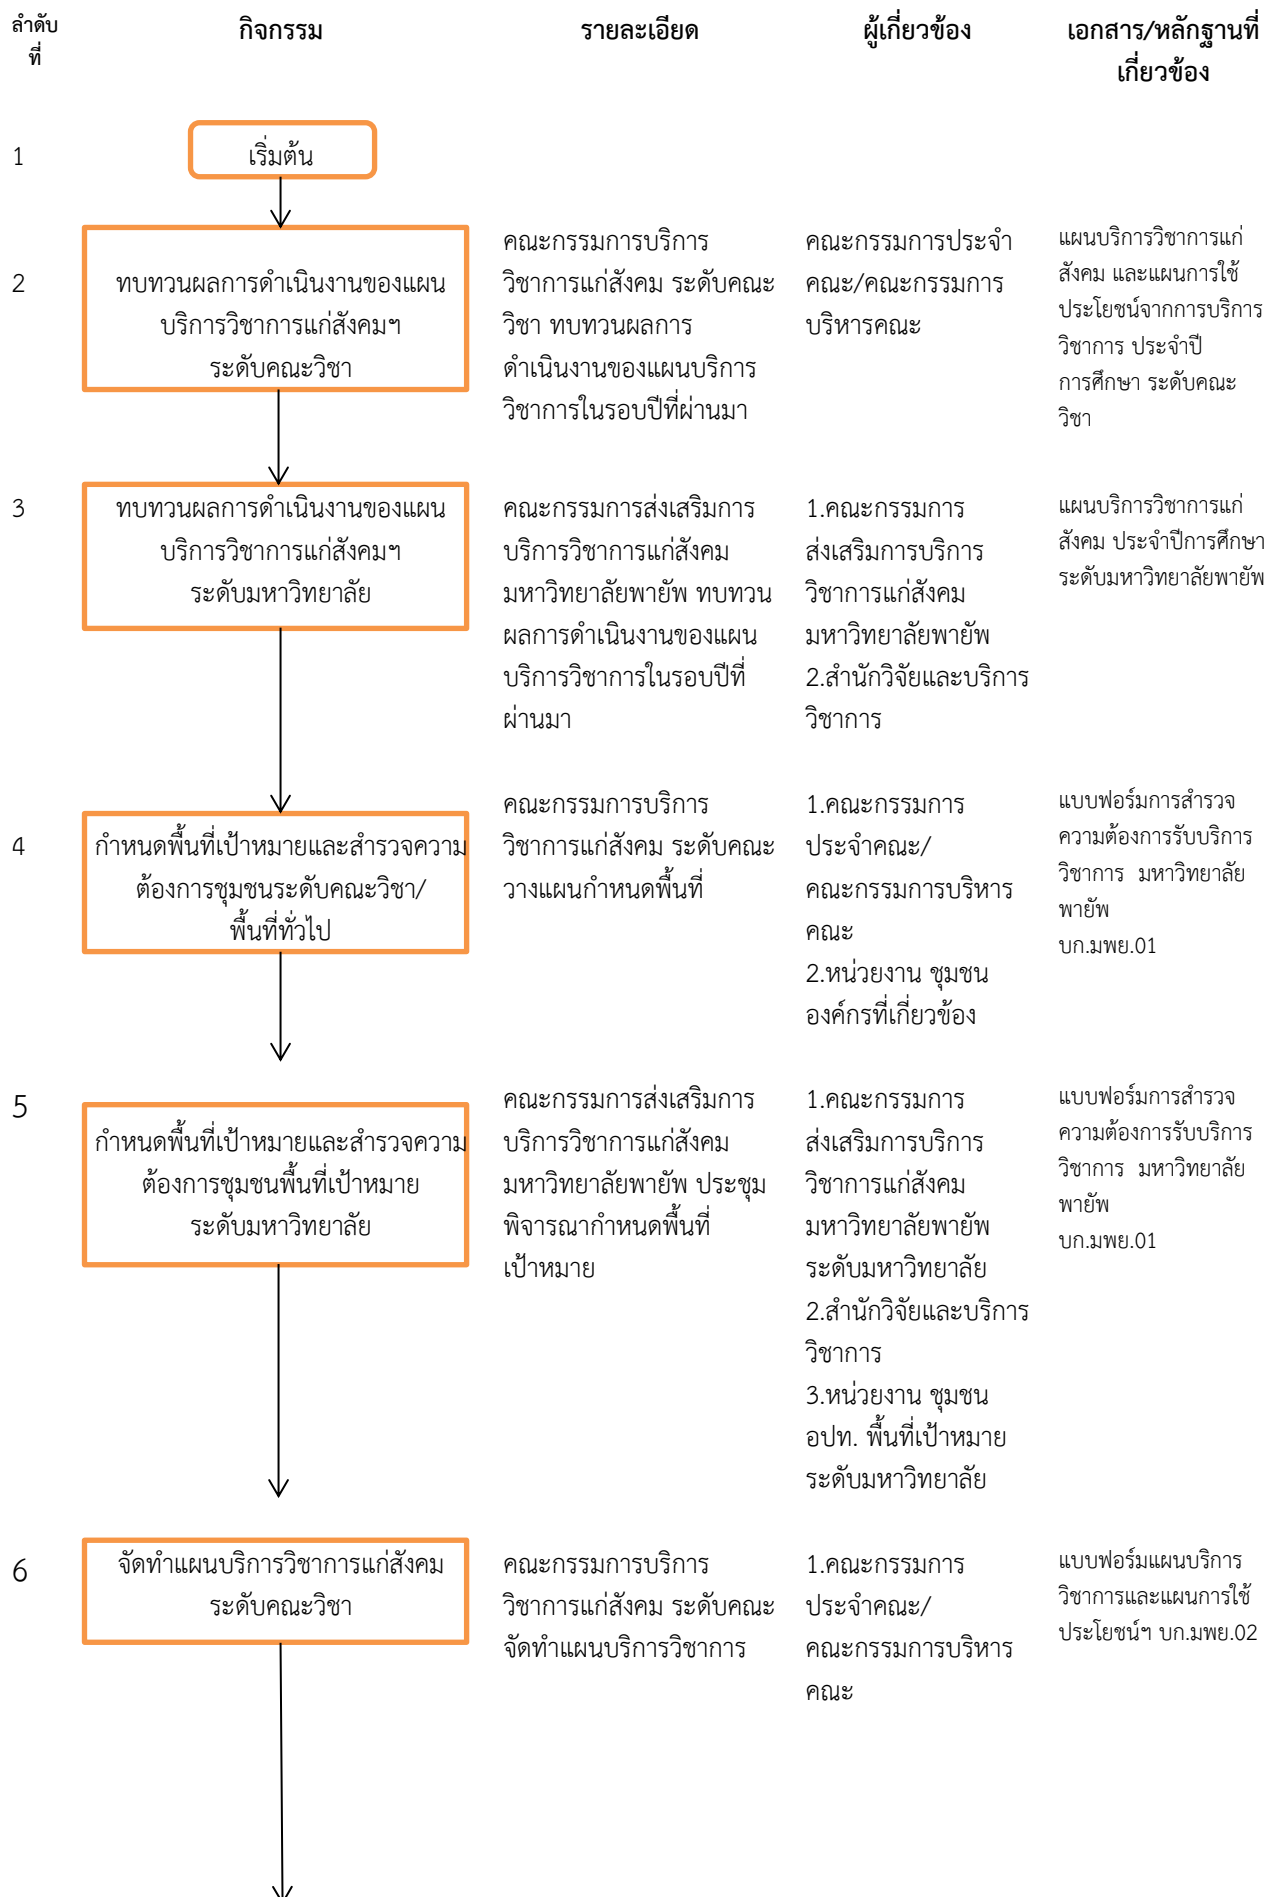 ลำดับ
ที่
กิจกรรม
รายละเอียด
ผู้เกี่ยวข้อง
เอกสาร/หลักฐานที่
เกี่ยวข้อง
1
เริ่มต้น
2
ทบทวนผลการดำเนินงานของแผน
บริการวิชาการแก่สังคมฯ
ระดับคณะวิชา
คณะกรรมการบริการ
วิชาการแก่สังคม ระดับคณะ
วิชา ทบทวนผลการ
ดำเนินงานของแผนบริการ
วิชาการในรอบปีที่ผ่านมา
คณะกรรมการประจำ
คณะ/คณะกรรมการ
บริหารคณะ
แผนบริการวิชาการแก่
สังคม และแผนการใช้
ประโยชน์จากการบริการ
วิชาการ ประจำปี
การศึกษา ระดับคณะ
วิชา
3
ทบทวนผลการดำเนินงานของแผน
บริการวิชาการแก่สังคมฯ
ระดับมหาวิทยาลัย
คณะกรรมการส่งเสริมการ
บริการวิชาการแก่สังคม
มหาวิทยาลัยพายัพ ทบทวน
ผลการดำเนินงานของแผน
บริการวิชาการในรอบปีที่
ผ่านมา
1.คณะกรรมการ
ส่งเสริมการบริการ
วิชาการแก่สังคม
มหาวิทยาลัยพายัพ
2.สำนักวิจัยและบริการ
วิชาการ
แผนบริการวิชาการแก่
สังคม ประจำปีการศึกษา
ระดับมหาวิทยาลัยพายัพ
4
กำหนดพื้นที่เป้าหมายและสำรวจความ
ต้องการชุมชนระดับคณะวิชา/
พื้นที่ทั่วไป
คณะกรรมการบริการ
วิชาการแก่สังคม ระดับคณะ
วางแผนกำหนดพื้นที่
1.คณะกรรมการ
ประจำคณะ/
คณะกรรมการบริหาร
คณะ
2.หน่วยงาน ชุมชน
องค์กรที่เกี่ยวข้อง
แบบฟอร์มการสำรวจ
ความต้องการรับบริการ
วิชาการ  มหาวิทยาลัย
พายัพ
บก.มพย.01
5
กำหนดพื้นที่เป้าหมายและสำรวจความ
ต้องการชุมชนพื้นที่เป้าหมาย
ระดับมหาวิทยาลัย
คณะกรรมการส่งเสริมการ
บริการวิชาการแก่สังคม
มหาวิทยาลัยพายัพ ประชุม
พิจารณากำหนดพื้นที่
เป้าหมาย
1.คณะกรรมการ
ส่งเสริมการบริการ
วิชาการแก่สังคม
มหาวิทยาลัยพายัพ
ระดับมหาวิทยาลัย
2.สำนักวิจัยและบริการ
วิชาการ
3.หน่วยงาน ชุมชน
อปท. พื้นที่เป้าหมาย
ระดับมหาวิทยาลัย
แบบฟอร์มการสำรวจ
ความต้องการรับบริการ
วิชาการ  มหาวิทยาลัย
พายัพ
บก.มพย.01
6
จัดทำแผนบริการวิชาการแก่สังคม
ระดับคณะวิชา
คณะกรรมการบริการ
วิชาการแก่สังคม ระดับคณะ
จัดทำแผนบริการวิชาการ
1.คณะกรรมการ
ประจำคณะ/
คณะกรรมการบริหาร
คณะ
แบบฟอร์มแผนบริการ
วิชาการและแผนการใช้
ประโยชน์ฯ บก.มพย.02